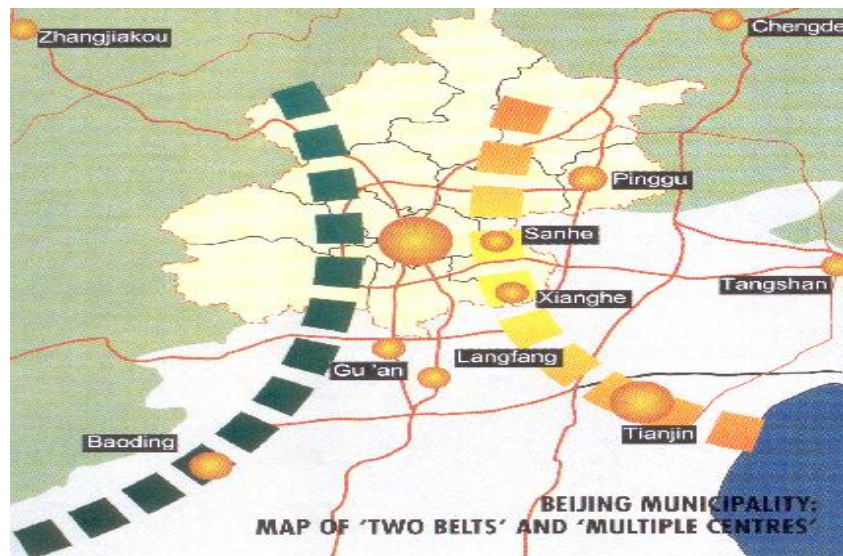 Zhangjiakou
Chengde
Pinggu
Sanhe
Tangshan
Xianghe
Langfang
Gu 'an
Baoding
Tianjin
BEIJING MUNICIPALITY:
MAP OF 'TWO BELTS' AND 'MULTIPLE CENTRES'